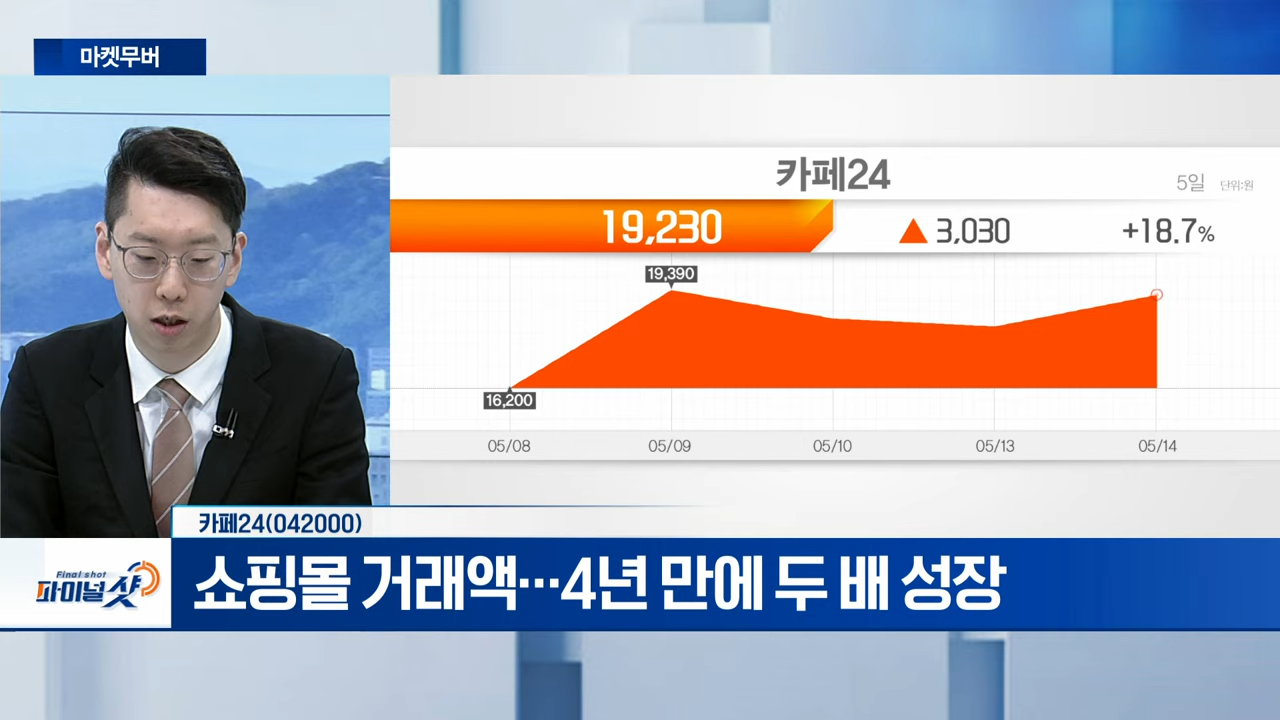 마켓무버
카페24
5일 단위:원
19,230 ▲ 3,030 +18.7%
19,390
16,200
05/08 05/09 05/10 05/13 05/14
카페24(042000)
Final shot
파이널샷
쇼핑몰 거래액…4년 만에 두 배 성장